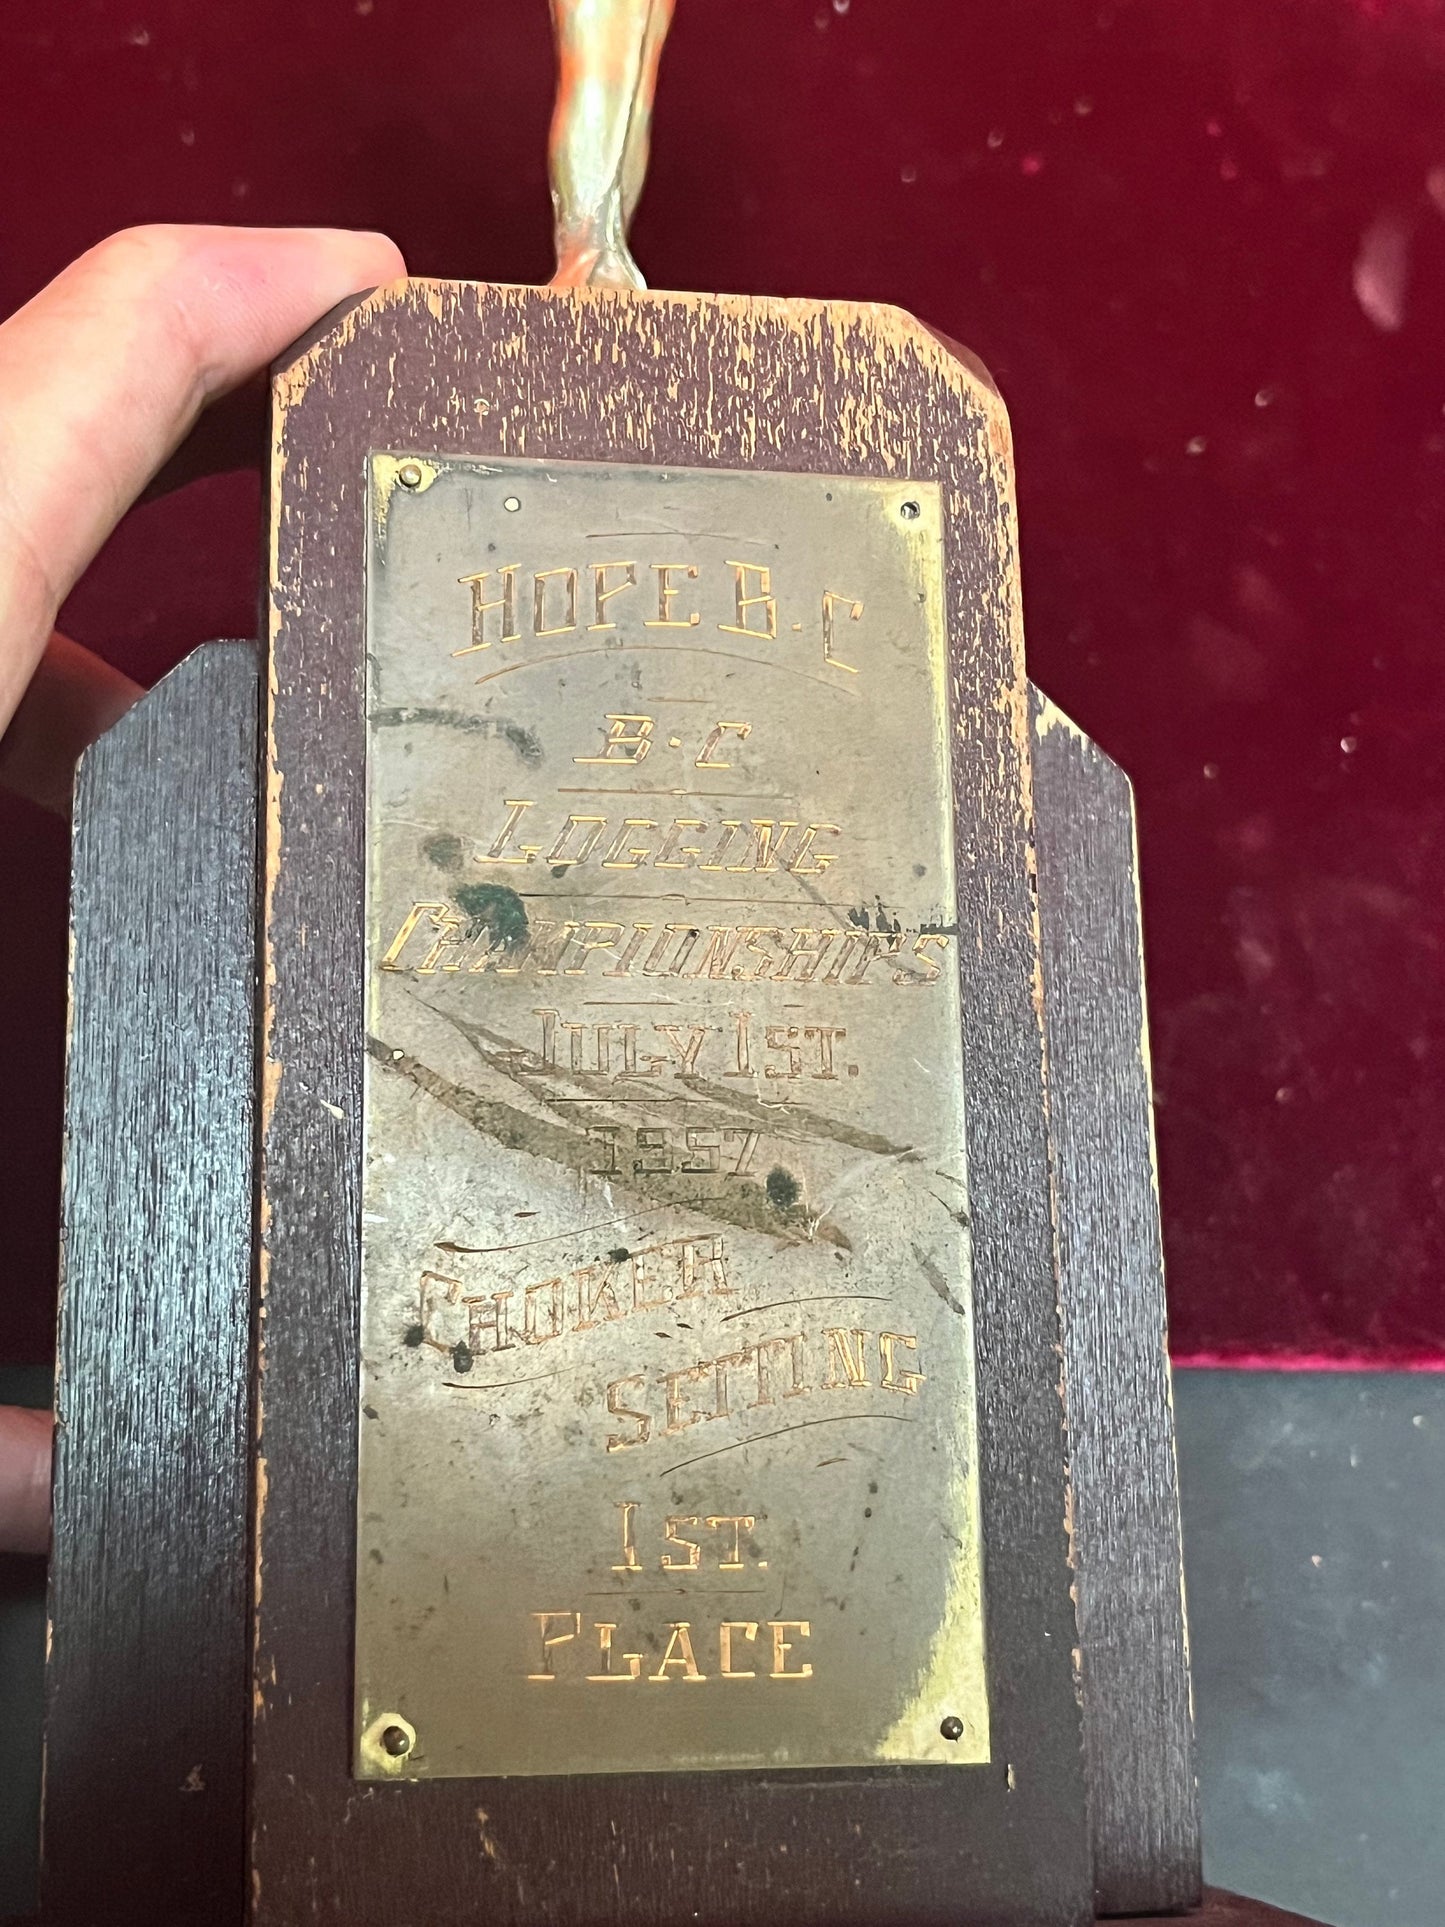 HOPE B.C
B.C
LOGGING
CHAMPIONSHIPS
JULY 1ST.
1957
CHOKER
SETTING
1ST.
PLACE